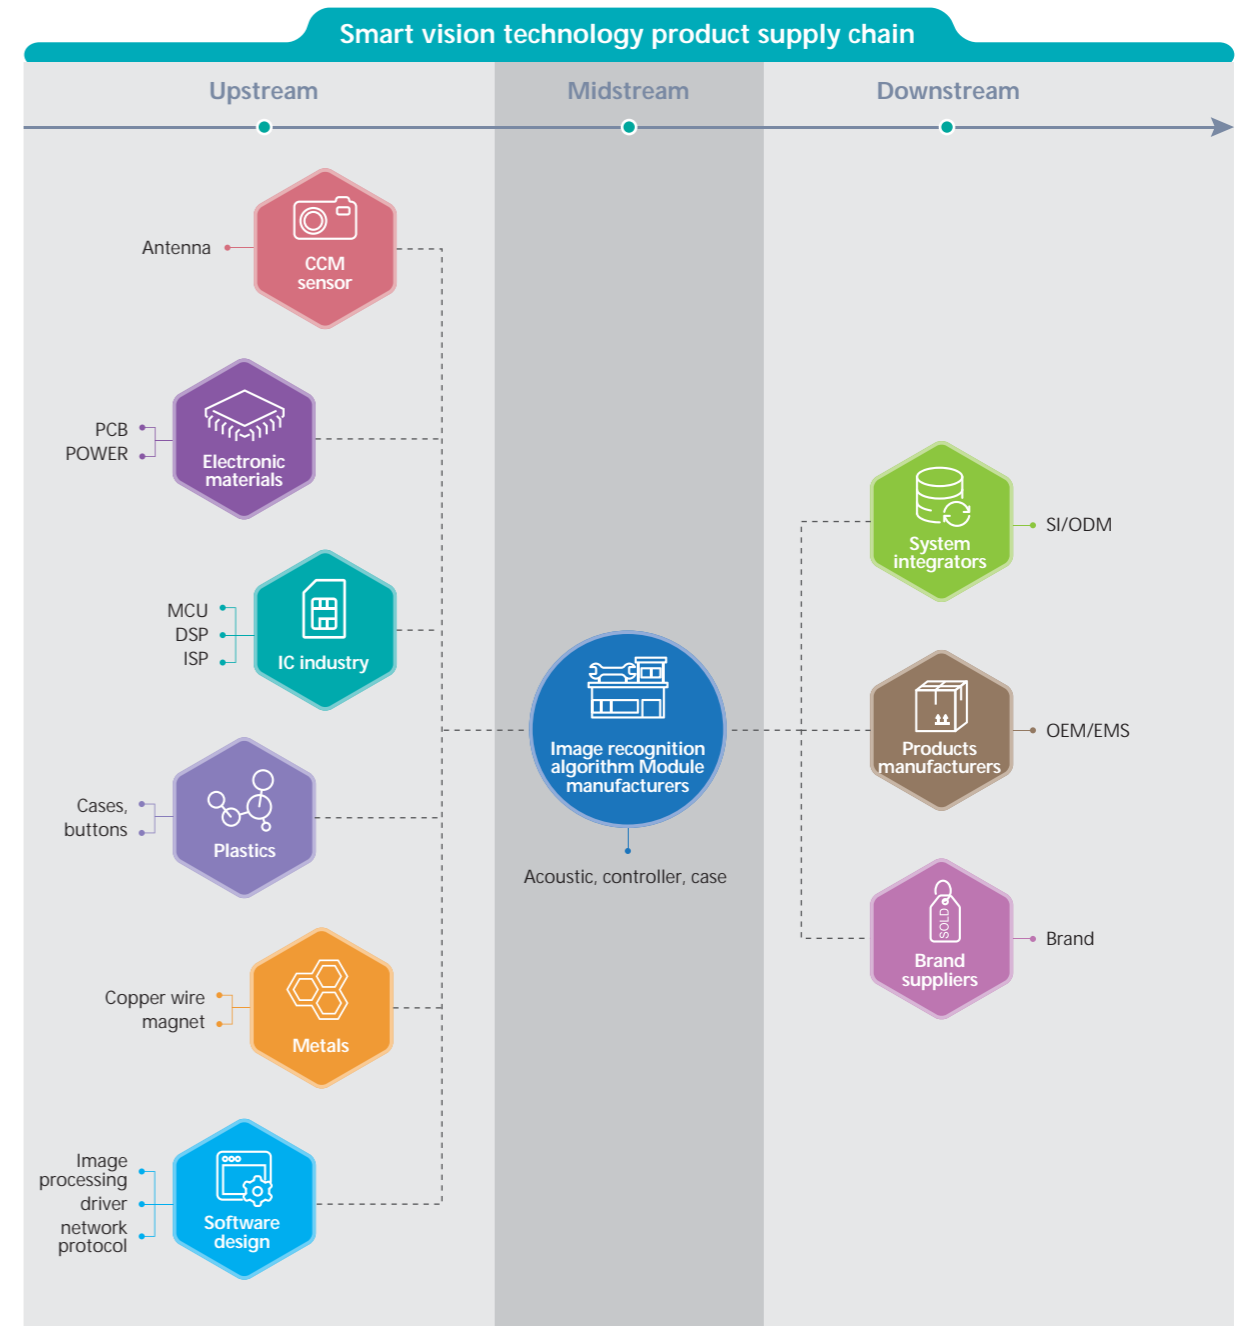 Smart vision technology product supply chain
Upstream
Midstream
Downstream
Antenna
CCM
sensor
PCB
POWER
Electronic
materials
MCU
DSP
ISP
IC industry
Cases,
buttons
Plastics
Copper wire
magnet
Metals
Image
processing
driver
network
protocol
Software
design
Image recognition
algorithm Module
manufacturers
Acoustic, controller, case
System
integrators
SI/ODM
Products
manufacturers
OEM/EMS
SOLD
Brand
suppliers
Brand